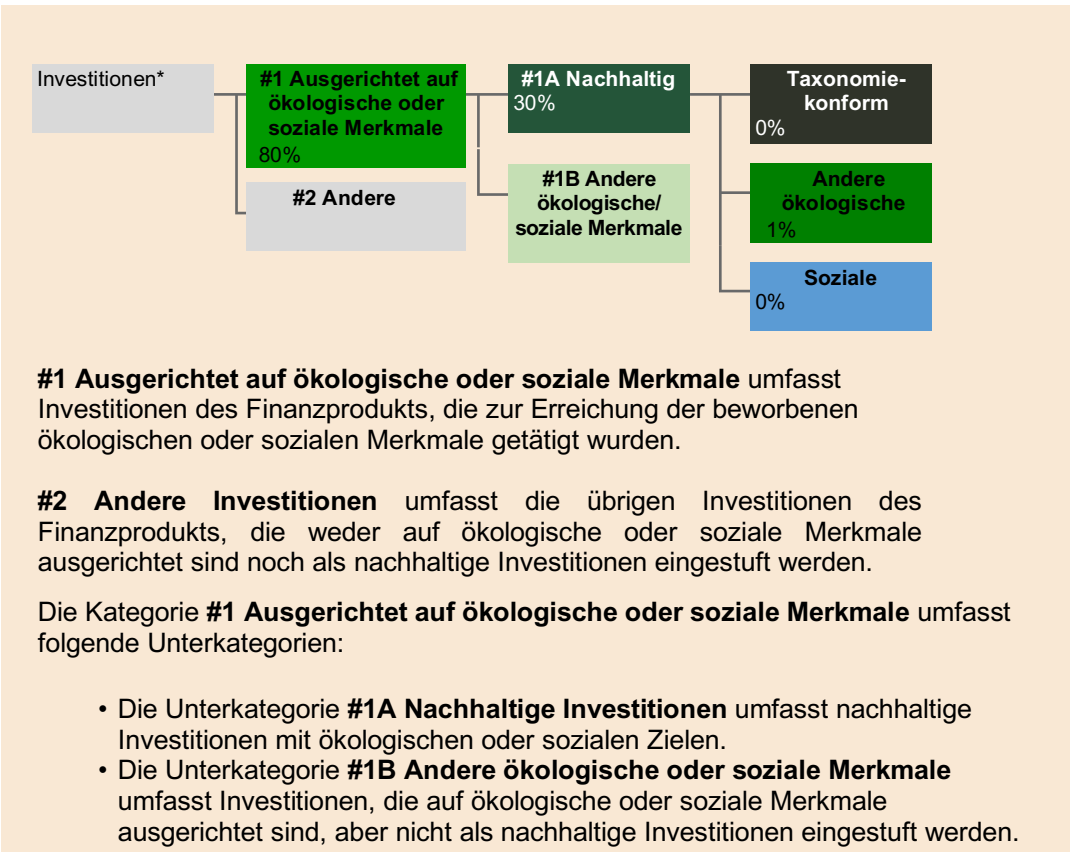 Investitionen*
#1 Ausgerichtet auf
ökologische oder
soziale Merkmale
80%
#2 Andere
#1A Nachhaltig
30%
#1B Andere
ökologische/
soziale Merkmale
Taxonomie-
konform
0%
Andere
ökologische
1%
Soziale
0%
#1 Ausgerichtet auf ökologische oder soziale Merkmale umfasst
Investitionen des Finanzprodukts, die zur Erreichung der beworbenen
ökologischen oder sozialen Merkmale getätigt wurden.
#2 Andere Investitionen umfasst die übrigen Investitionen des
Finanzprodukts, die weder auf ökologische oder soziale Merkmale
ausgerichtet sind noch als nachhaltige Investitionen eingestuft werden.
Die Kategorie #1 Ausgerichtet auf ökologische oder soziale Merkmale umfasst
folgende Unterkategorien:
• Die Unterkategorie #1A Nachhaltige Investitionen umfasst nachhaltige
Investitionen mit ökologischen oder sozialen Zielen.
• Die Unterkategorie #1B Andere ökologische oder soziale Merkmale
umfasst Investitionen, die auf ökologische oder soziale Merkmale
ausgerichtet sind, aber nicht als nachhaltige Investitionen eingestuft werden.